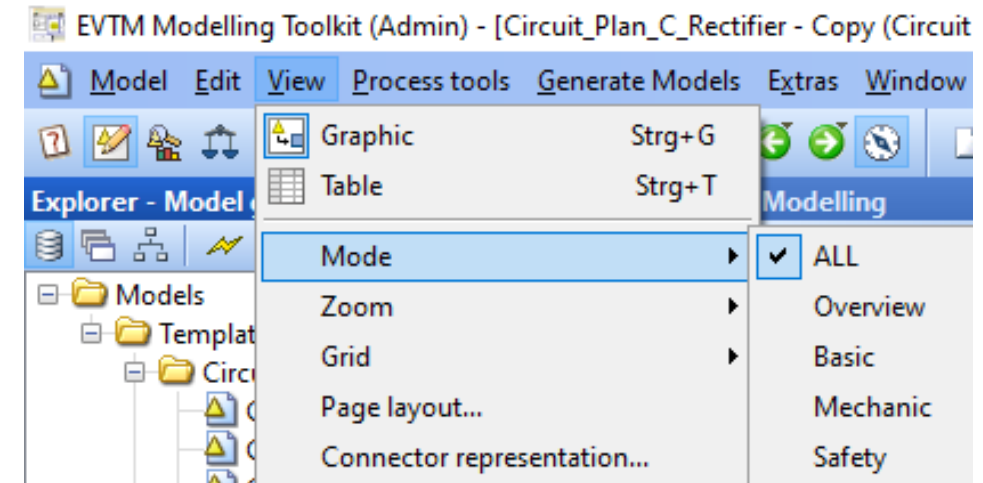 EVTM Modelling Toolkit (Admin) - [Circuit_Plan_C_Rectifier - Copy (Circuit
Model Edit View Process tools Generate Models Extras Window
Graphic Strg+G
Table Strg+T
Explorer - Model
Modelling
Mode
ALL
Models
Zoom
Overview
Templat
Grid
Basic
Circ
Page layout...
Mechanic
Connector representation...
Safety